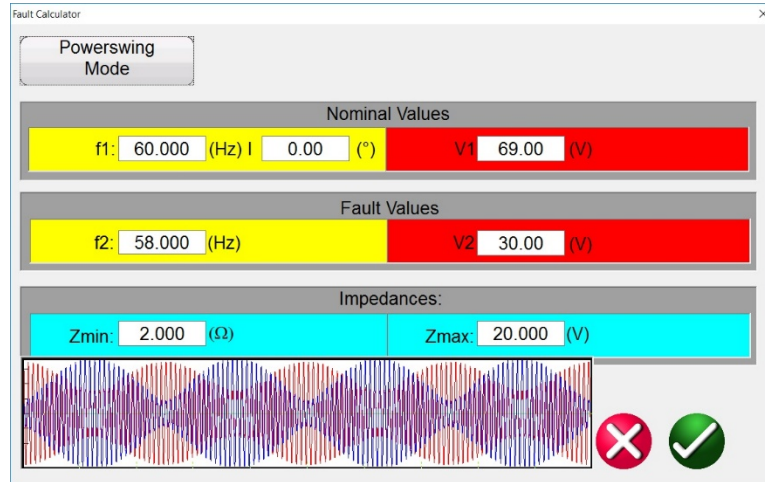 Fault Calculator
Powerswing
Mode
Nominal Values
f1: 60.000 (Hz) I 0.00 (°) V1 69.00 (V)
Fault Values
f2: 58.000 (Hz) V2 30.00 (V)
Impedances:
Zmin: 2.000 (Ω) Zmax: 20.000 (V)